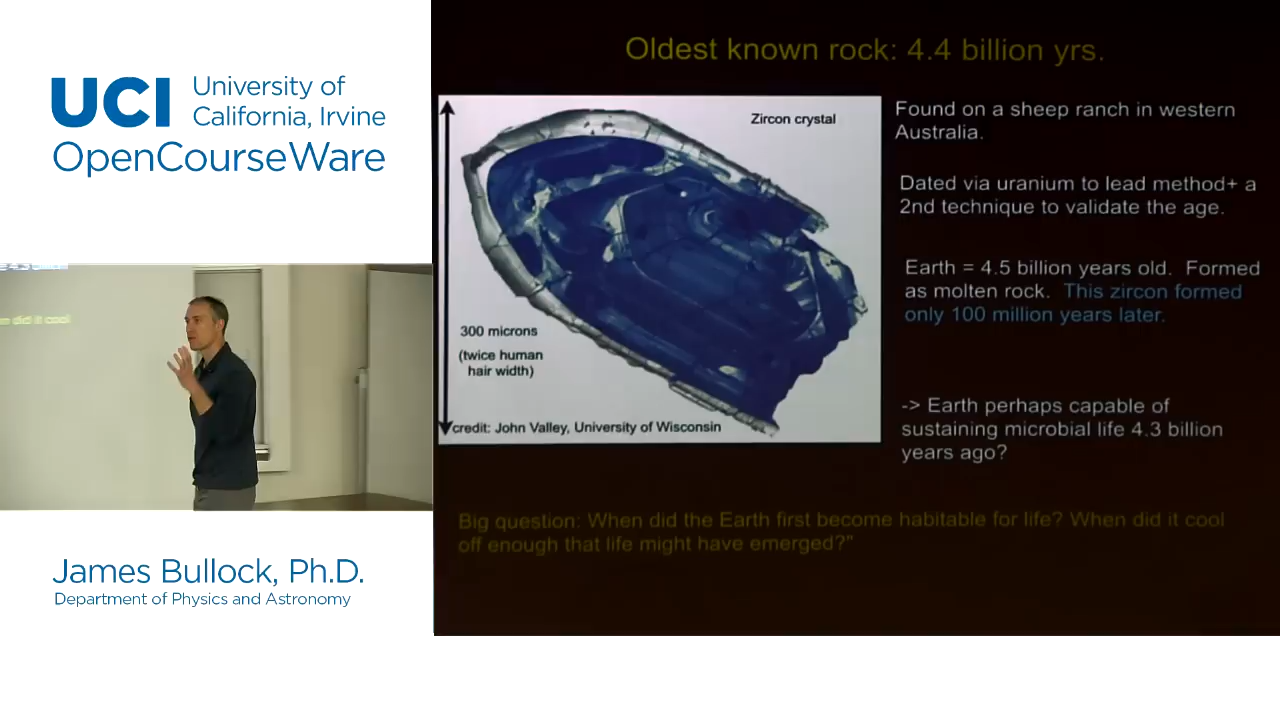 UCI University of
California, Irvine
OpenCourseWare
did it cool
James Bullock, Ph.D.
Department of Physics and Astronomy
Oldest known rock: 4.4 billion yrs.
Zircon crystal
300 microns
(twice human
hair width)
credit: John Valley, University of Wisconsin
Found on a sheep ranch in western
Australia.
Dated via uranium to lead method+ a
2nd technique to validate the age.
Earth = 4.5 billion years old. Formed
as molten rock. This zircon formed
only 100 million years later.
-> Earth perhaps capable of
sustaining microbial life 4.3 billion
years ago?
Big question: When did the Earth first become habitable for life? When did it cool
off enough that life might have emerged?"